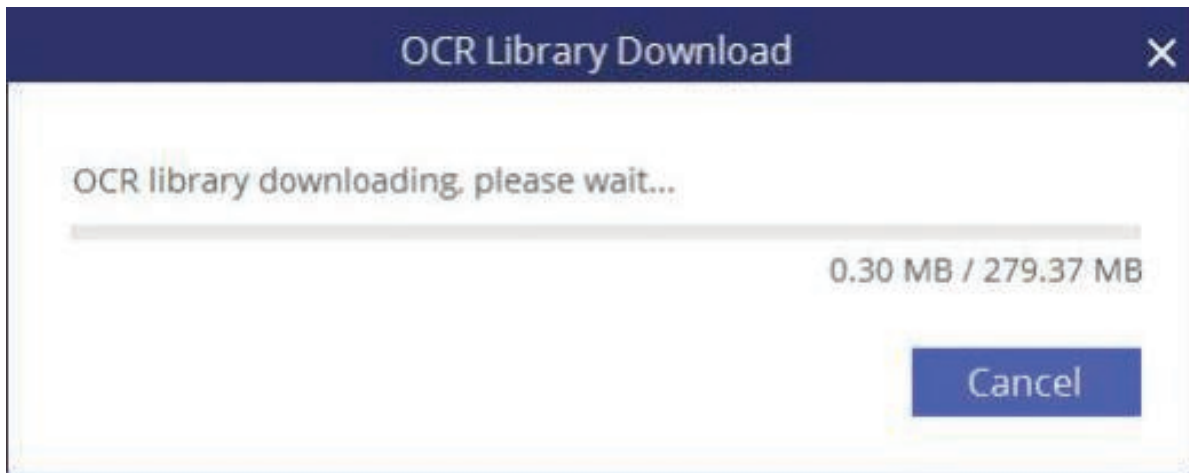 OCR Library Download
OCR library downloading, please wait...
0.30 MB / 279.37 MB
Cancel